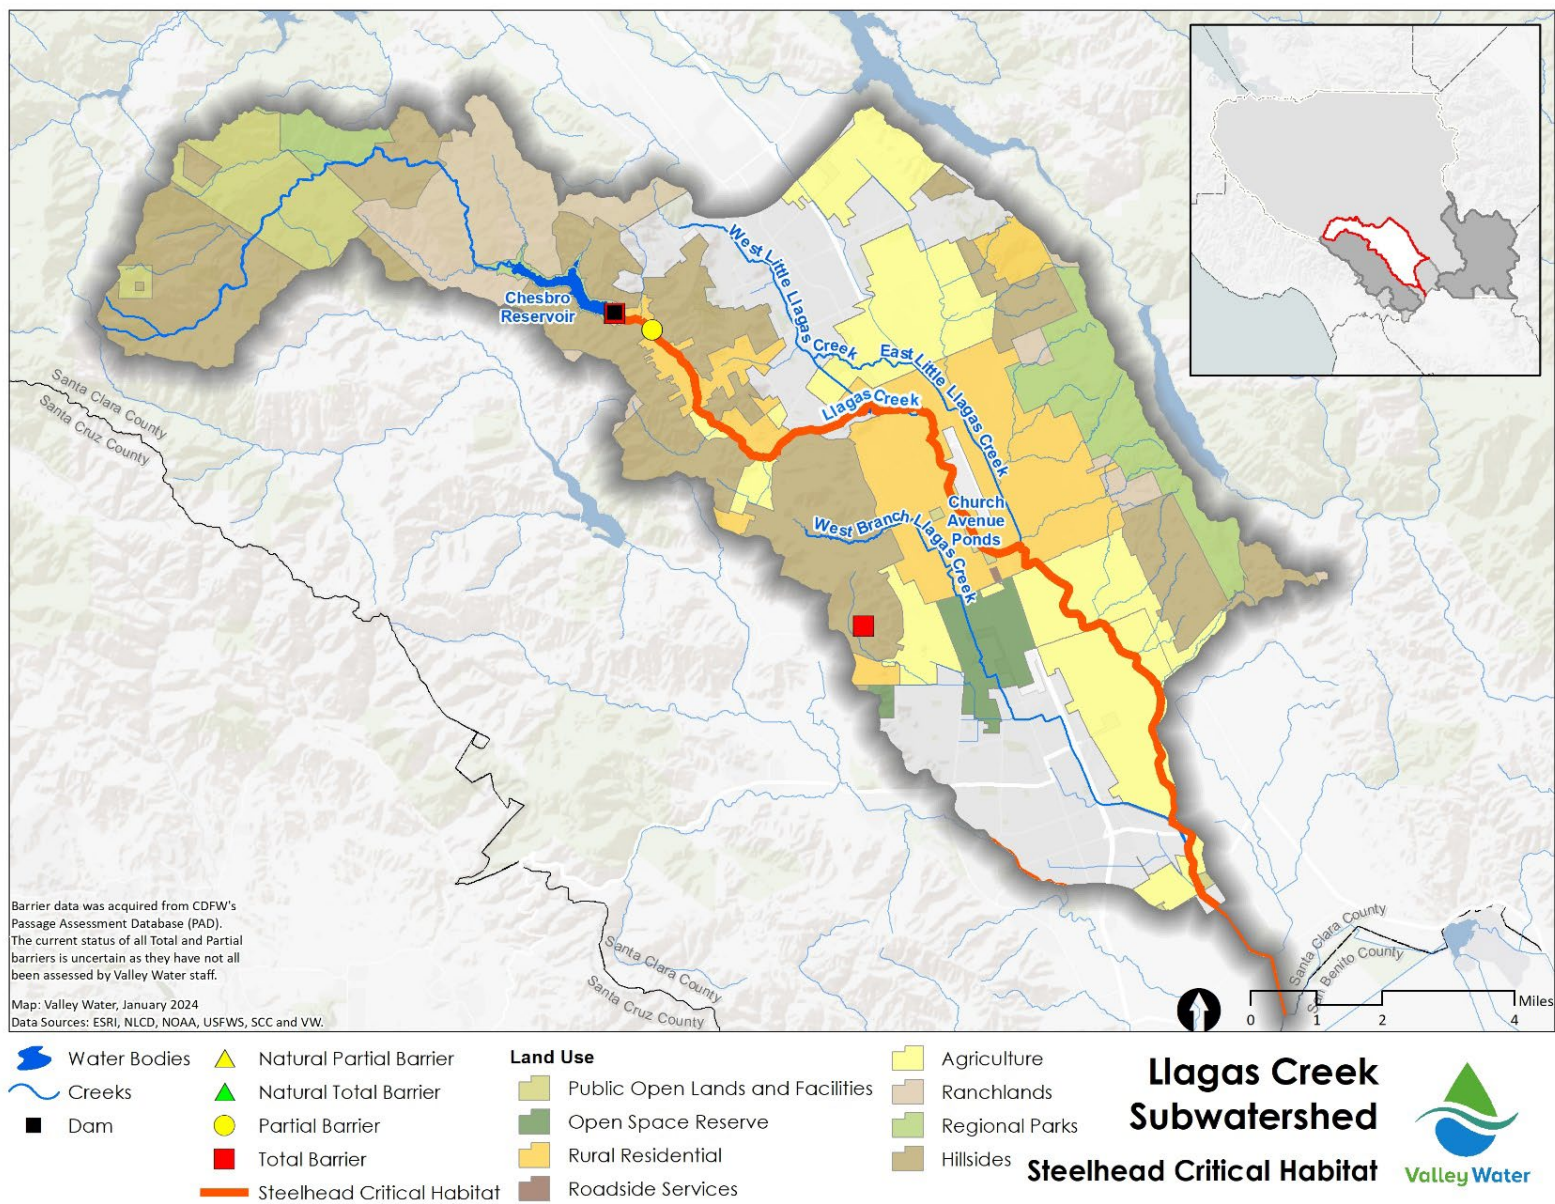 West Little Llagas
Creek
East Little Llagas Creek
Chesbro
Reservoir
Llagas Creek
Church
Avenue
Ponds
West Branch Llagas Creek
Santa Clara County
Santa Cruz County
Santa Clara County
Santa Cruz County
Santa Clara County
San Benito County
Barrier data was acquired from CDFW's
Passage Assessment Database (PAD).
The current status of all Total and Partial
barriers is uncertain as they have not all
been assessed by Valley Water staff.
Map: Valley Water, January 2024
Data Sources: ESRI, NLCD, NOAA, USFWS, SCC and VW.
Miles
0 1 2 4
Water Bodies
Creeks
Dam
Natural Partial Barrier
Natural Total Barrier
Partial Barrier
Total Barrier
Steelhead Critical Habitat
Land Use
Public Open Lands and Facilities
Open Space Reserve
Rural Residential
Roadside Services
Agriculture
Ranchlands
Regional Parks
Hillsides
Llagas Creek
Subwatershed
Steelhead Critical Habitat
Valley Water